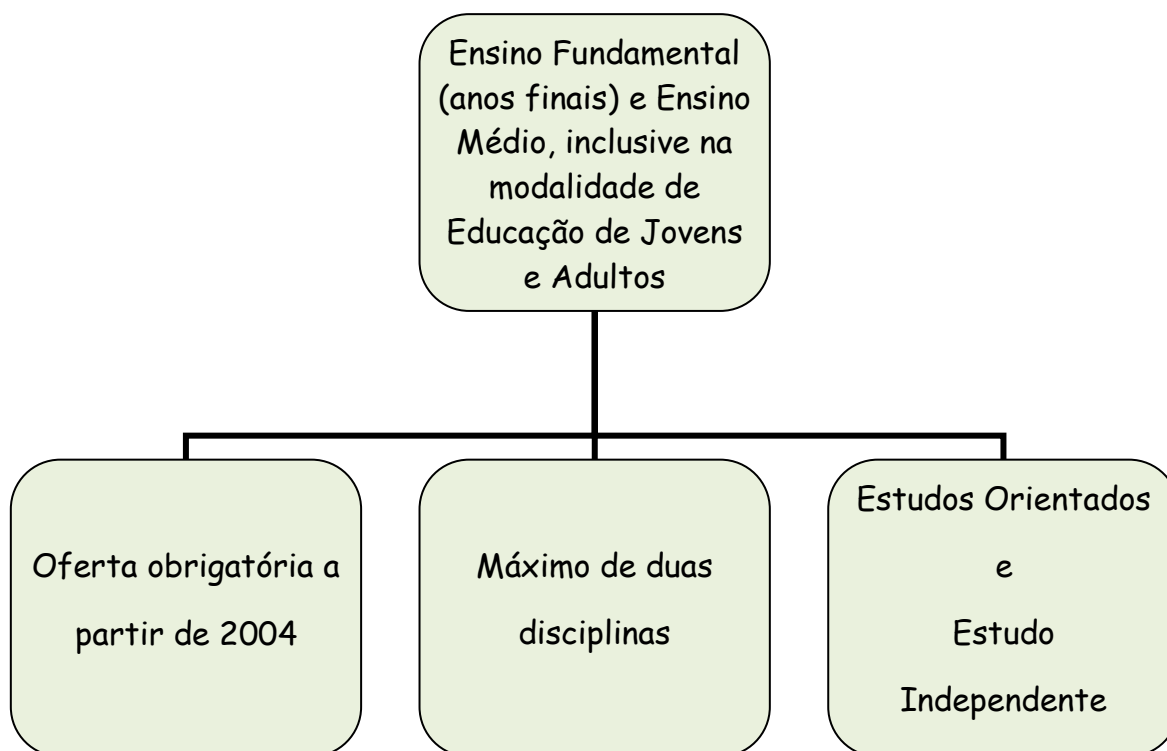 Ensino Fundamental
(anos finais) e Ensino
Médio, inclusive na
modalidade de
Educação de Jovens
e Adultos
Oferta obrigatória a
partir de 2004
Máximo de duas
disciplinas
Estudos Orientados
e
Estudo
Independente